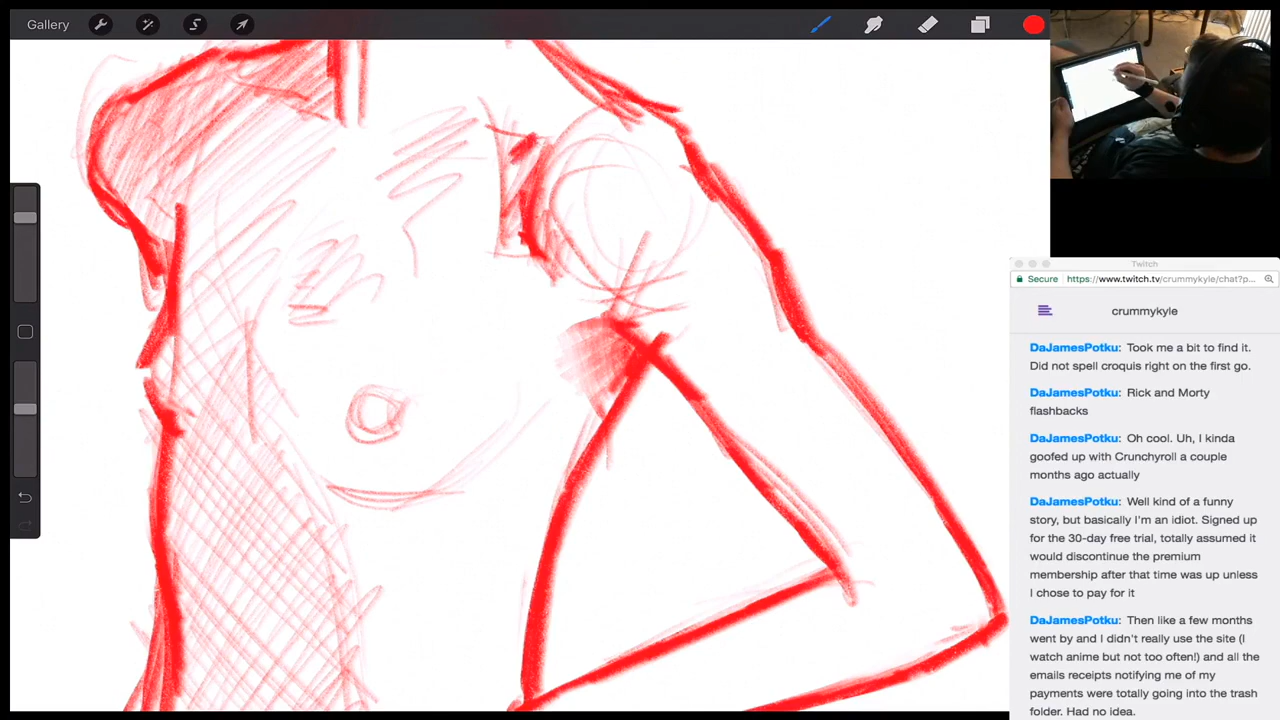 Gallery
Twitch
Secure https://www.twitch.tv/crummykyle/chat?p...
crummykyle
DaJamesPotku: Took me a bit to find it.
Did not spell croquis right on the first go.
DaJamesPotku: Rick and Morty
flashbacks
DaJamesPotku: Oh cool. Uh, I kinda
goofed up with Crunchyroll a couple
months ago actually
DaJamesPotku: Well kind of a funny
story, but basically I'm an idiot. Signed up
for the 30-day free trial, totally assumed it
would discontinue the premium
membership after that time was up unless
I chose to pay for it
DaJamesPotku: Then like a few months
went by and I didn't really use the site (I
watch anime but not too often!) and all the
emails receipts notifying me of my
payments were totally going into the trash
folder. Had no idea.